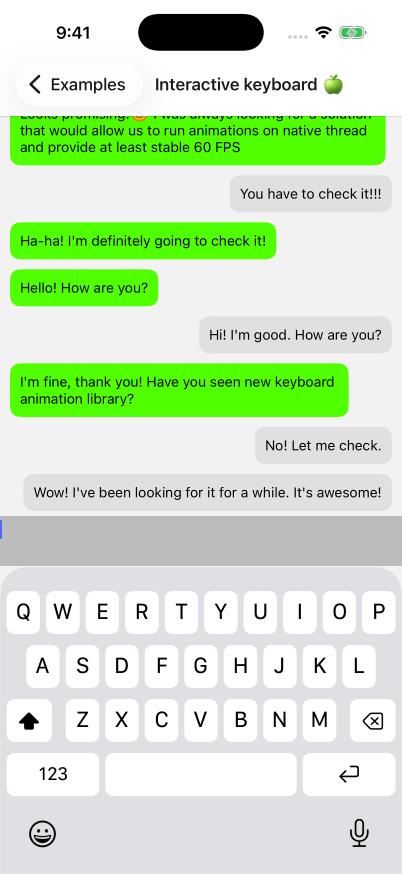 9:41
Examples
Interactive keyboard 🍏
Looks promising! 😊 I was always looking for a solution
that would allow us to run animations on native thread
and provide at least stable 60 FPS
You have to check it!!!
Ha-ha! I'm definitely going to check it!
Hello! How are you?
Hi! I'm good. How are you?
I'm fine, thank you! Have you seen new keyboard
animation library?
No! Let me check.
Wow! I've been looking for it for a while. It's awesome!
Q W E R T Y U I O P
A S D F G H J K L
Z X C V B N M
123